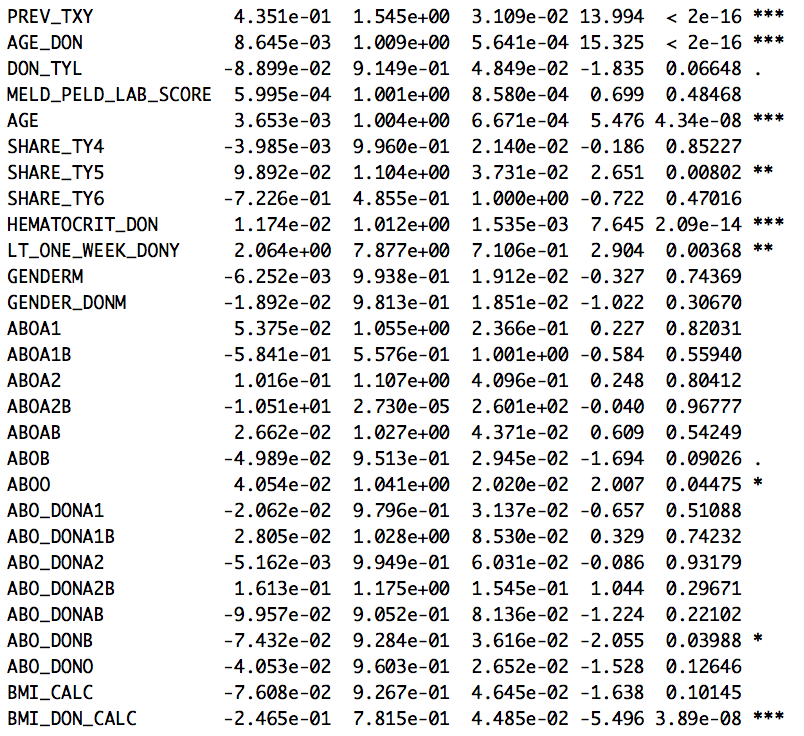 PREV_TXY 4.351e-01 1.545e+00 3.109e-02 13.994 < 2e-16 ***
AGE_DON 8.645e-03 1.009e+00 5.641e-04 15.325 < 2e-16 ***
DON_TYL -8.899e-02 9.149e-01 4.849e-02 -1.835 0.06648 .
MELD_PELD_LAB_SCORE 5.995e-04 1.001e+00 8.580e-04 0.699 0.48468
AGE 3.653e-03 1.004e+00 6.671e-04 5.476 4.34e-08 ***
SHARE_TY4 -3.985e-03 9.960e-01 2.140e-02 -0.186 0.85227
SHARE_TY5 9.892e-02 1.104e+00 3.731e-02 2.651 0.00802 **
SHARE_TY6 -7.226e-01 4.855e-01 1.000e+00 -0.722 0.47016
HEMATOCRIT_DON 1.174e-02 1.012e+00 1.535e-03 7.645 2.09e-14 ***
LT_ONE_WEEK_DONY 2.064e+00 7.877e+00 7.106e-01 2.904 0.00368 **
GENDERM -6.252e-03 9.938e-01 1.912e-02 -0.327 0.74369
GENDER_DONM -1.892e-02 9.813e-01 1.851e-02 -1.022 0.30670
ABOA1 5.375e-02 1.055e+00 2.366e-01 0.227 0.82031
ABOA1B -5.841e-01 5.576e-01 1.001e+00 -0.584 0.55940
ABOA2 1.016e-01 1.107e+00 4.096e-01 0.248 0.80412
ABOA2B -1.051e+01 2.730e-05 2.601e+02 -0.040 0.96777
ABOAB 2.662e-02 1.027e+00 4.371e-02 0.609 0.54249
ABOB -4.989e-02 9.513e-01 2.945e-02 -1.694 0.09026 .
ABOO 4.054e-02 1.041e+00 2.020e-02 2.007 0.04475 *
ABO_DONA1 -2.062e-02 9.796e-01 3.137e-02 -0.657 0.51088
ABO_DONA1B 2.805e-02 1.028e+00 8.530e-02 0.329 0.74232
ABO_DONA2 -5.162e-03 9.949e-01 6.031e-02 -0.086 0.93179
ABO_DONA2B 1.613e-01 1.175e+00 1.545e-01 1.044 0.29671
ABO_DONAB -9.957e-02 9.052e-01 8.136e-02 -1.224 0.22102
ABO_DONB -7.432e-02 9.284e-01 3.616e-02 -2.055 0.03988 *
ABO_DONO -4.053e-02 9.603e-01 2.652e-02 -1.528 0.12646
BMI_CALC -7.608e-02 9.267e-01 4.645e-02 -1.638 0.10145
BMI_DON_CALC -2.465e-01 7.815e-01 4.485e-02 -5.496 3.89e-08 ***